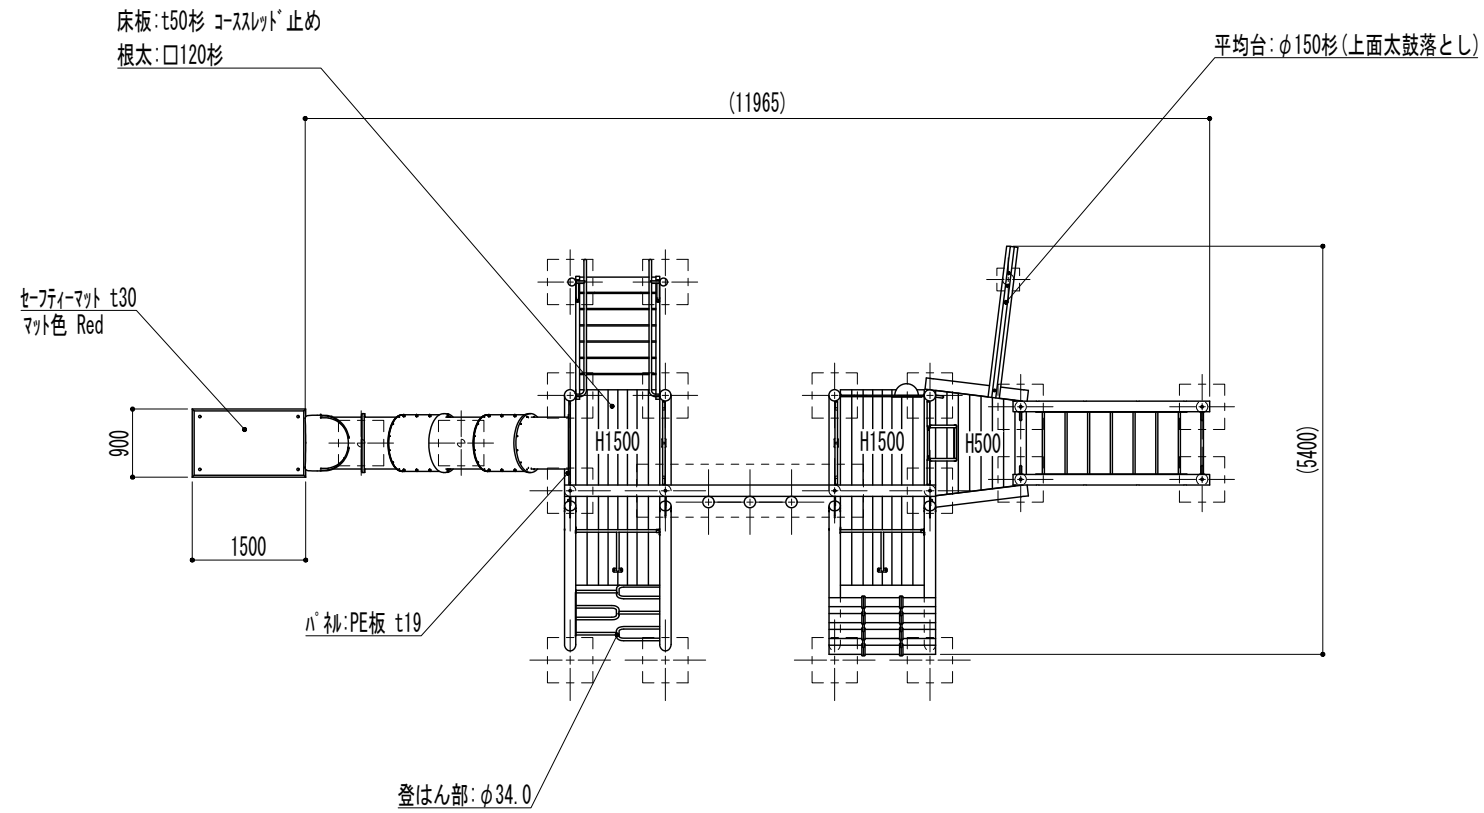 床板:t50杉 コーススレッド止め
根太:□120杉
平均台:φ150杉(上面太鼓落とし)
(11965)
セーフティーマット t30
マット色 Red
900
H1500
H1500
H500
(5400)
1500
パネル:PE板 t19
登はん部:φ34.0